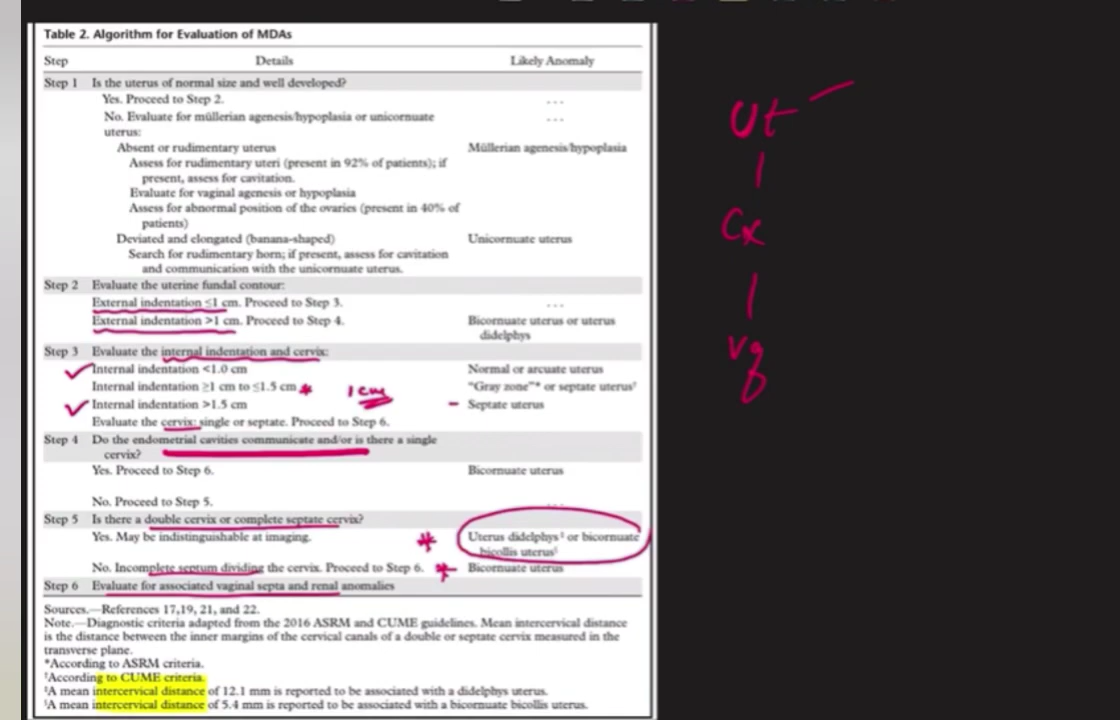 Table 2. Algorithm for Evaluation of MDAs
Step Details Likely Anomaly
Step 1 Is the uterus of normal size and well developed?
Yes. Proceed to Step 2. ...
No. Evaluate for müllerian agenesis/hypoplasia or unicornuate ...
uterus:
Absent or rudimentary uterus Müllerian agenesis/hypoplasia
Assess for rudimentary uteri (present in 92% of patients); if
present, assess for cavitation.
Evaluate for vaginal agenesis or hypoplasia
Assess for abnormal position of the ovaries (present in 40% of
patients)
Deviated and elongated (banana-shaped) Unicornuate uterus
Search for rudimentary horn; if present, assess for cavitation
and communication with the unicornuate uterus.
Step 2 Evaluate the uterine fundal contour:
External indentation ≤1 cm. Proceed to Step 3. ...
External indentation >1 cm. Proceed to Step 4. Bicornuate uterus or uterus
didelphys
Step 3 Evaluate the internal indentation and cervix:
Internal indentation <1.0 cm Normal or arcuate uterus
Internal indentation ≥1 cm to ≤1.5 cm "Gray zone"* or septate uterus†
1 cm
Internal indentation >1.5 cm Septate uterus
Evaluate the cervix: single or septate. Proceed to Step 6.
Step 4 Do the endometrial cavities communicate and/or is there a single
cervix?
Yes. Proceed to Step 6. Bicornuate uterus
No. Proceed to Step 5. ...
Step 5 Is there a double cervix or complete septate cervix?
Yes. May be indistinguishable at imaging. Uterus didelphys‡ or bicornuate
bicollis uterus§
No. Incomplete septum dividing the cervix. Proceed to Step 6. Bicornuate uterus
Step 6 Evaluate for associated vaginal septa and renal anomalies
Sources.—References 17,19, 21, and 22.
Note.—Diagnostic criteria adapted from the 2016 ASRM and CUME guidelines. Mean intercervical distance
is the distance between the inner margins of the cervical canals of a double or septate cervix measured in the
transverse plane.
*According to ASRM criteria.
†According to CUME criteria.
‡A mean intercervical distance of 12.1 mm is reported to be associated with a didelphys uterus.
§A mean intercervical distance of 5.4 mm is reported to be associated with a bicornuate bicollis uterus.
Ut
Cx
Vg